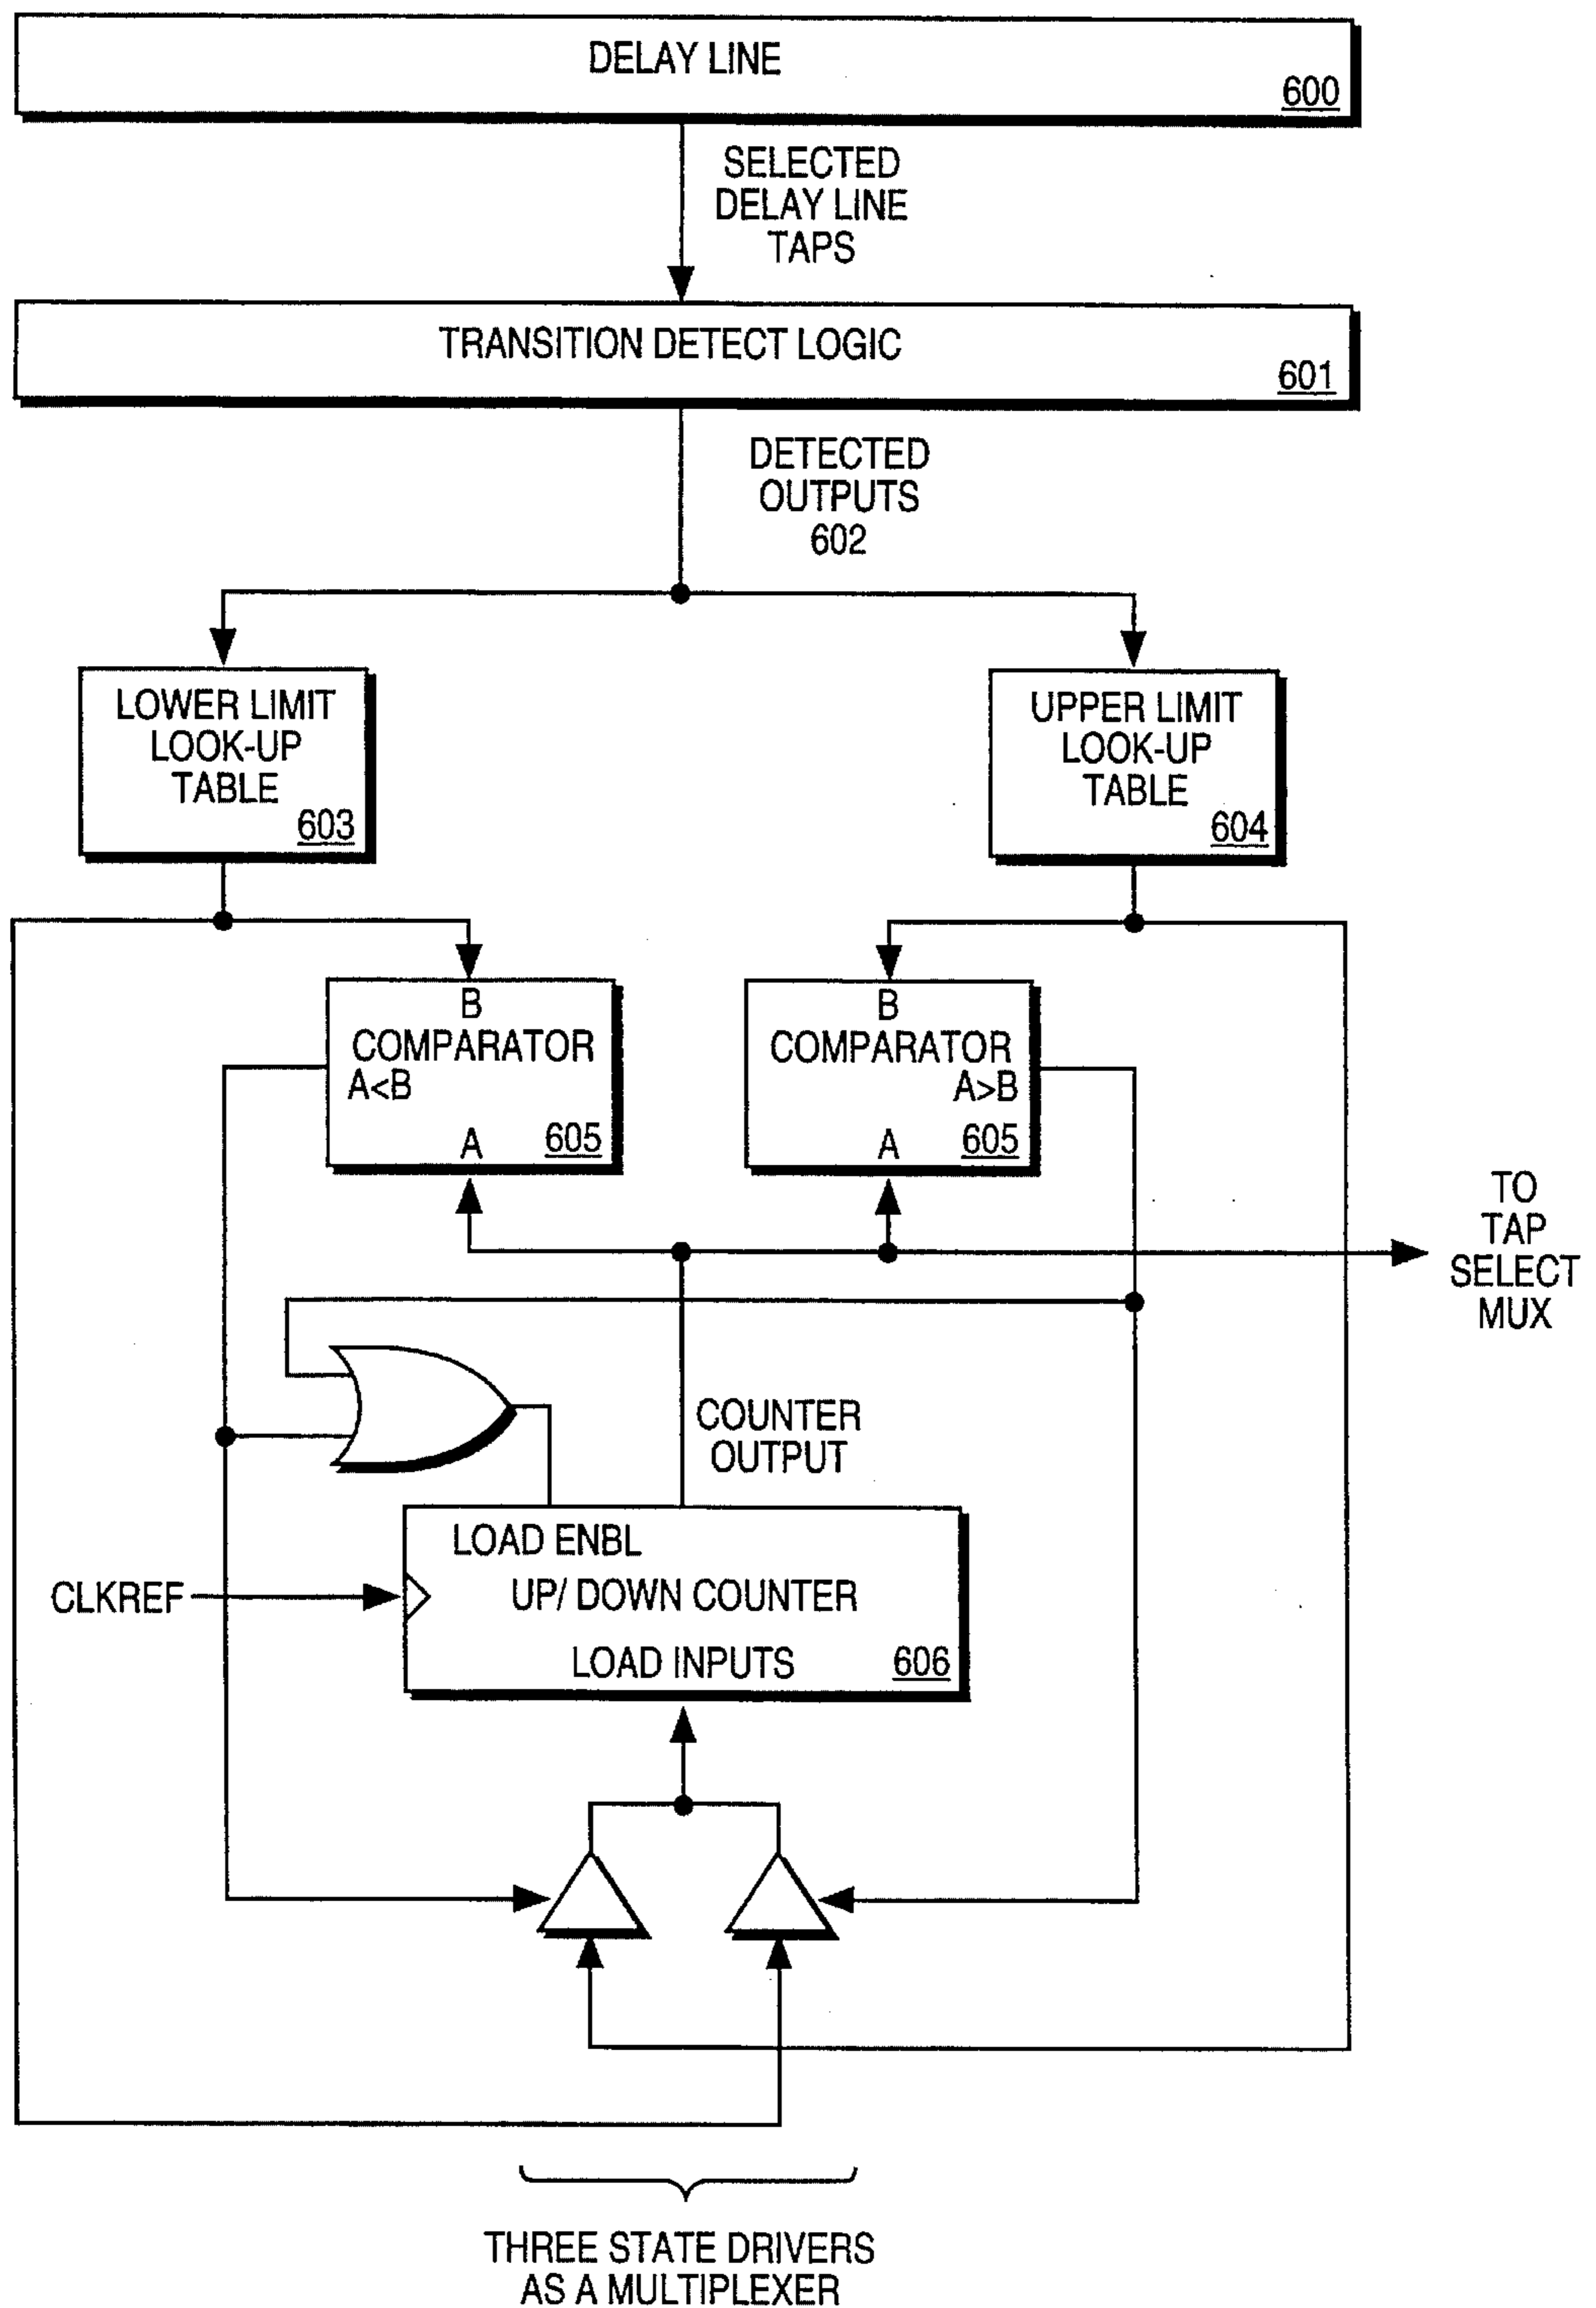 DELAY LINE
600
SELECTED
DELAY LINE
TAPS
TRANSITION DETECT LOGIC
601
DETECTED
OUTPUTS
602
LOWER LIMIT
LOOK-UP
TABLE
603
UPPER LIMIT
LOOK-UP
TABLE
604
B
COMPARATOR
A<B
A
605
B
COMPARATOR
A>B
A
605
TO
TAP
SELECT
MUX
COUNTER
OUTPUT
LOAD ENBL
CLKREF
UP/ DOWN COUNTER
LOAD INPUTS
606
THREE STATE DRIVERS
AS A MULTIPLEXER